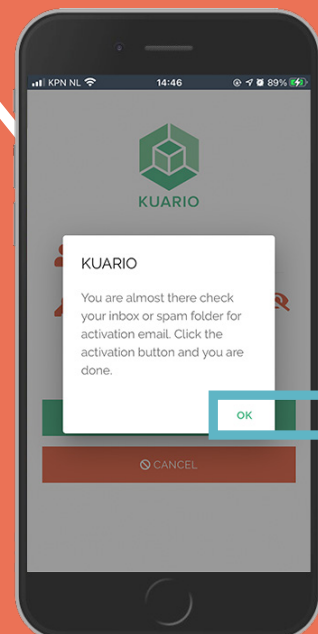 KPN NL 14:46 89%
KUARIO
KUARIO
You are almost there check
your inbox or spam folder for
activation email. Click the
activation button and you are
done.
OK
CANCEL